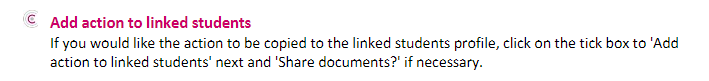 Add action to linked students
If you would like the action to be copied to the linked students profile, click on the tick box to 'Add
action to linked students' next and 'Share documents?' if necessary.